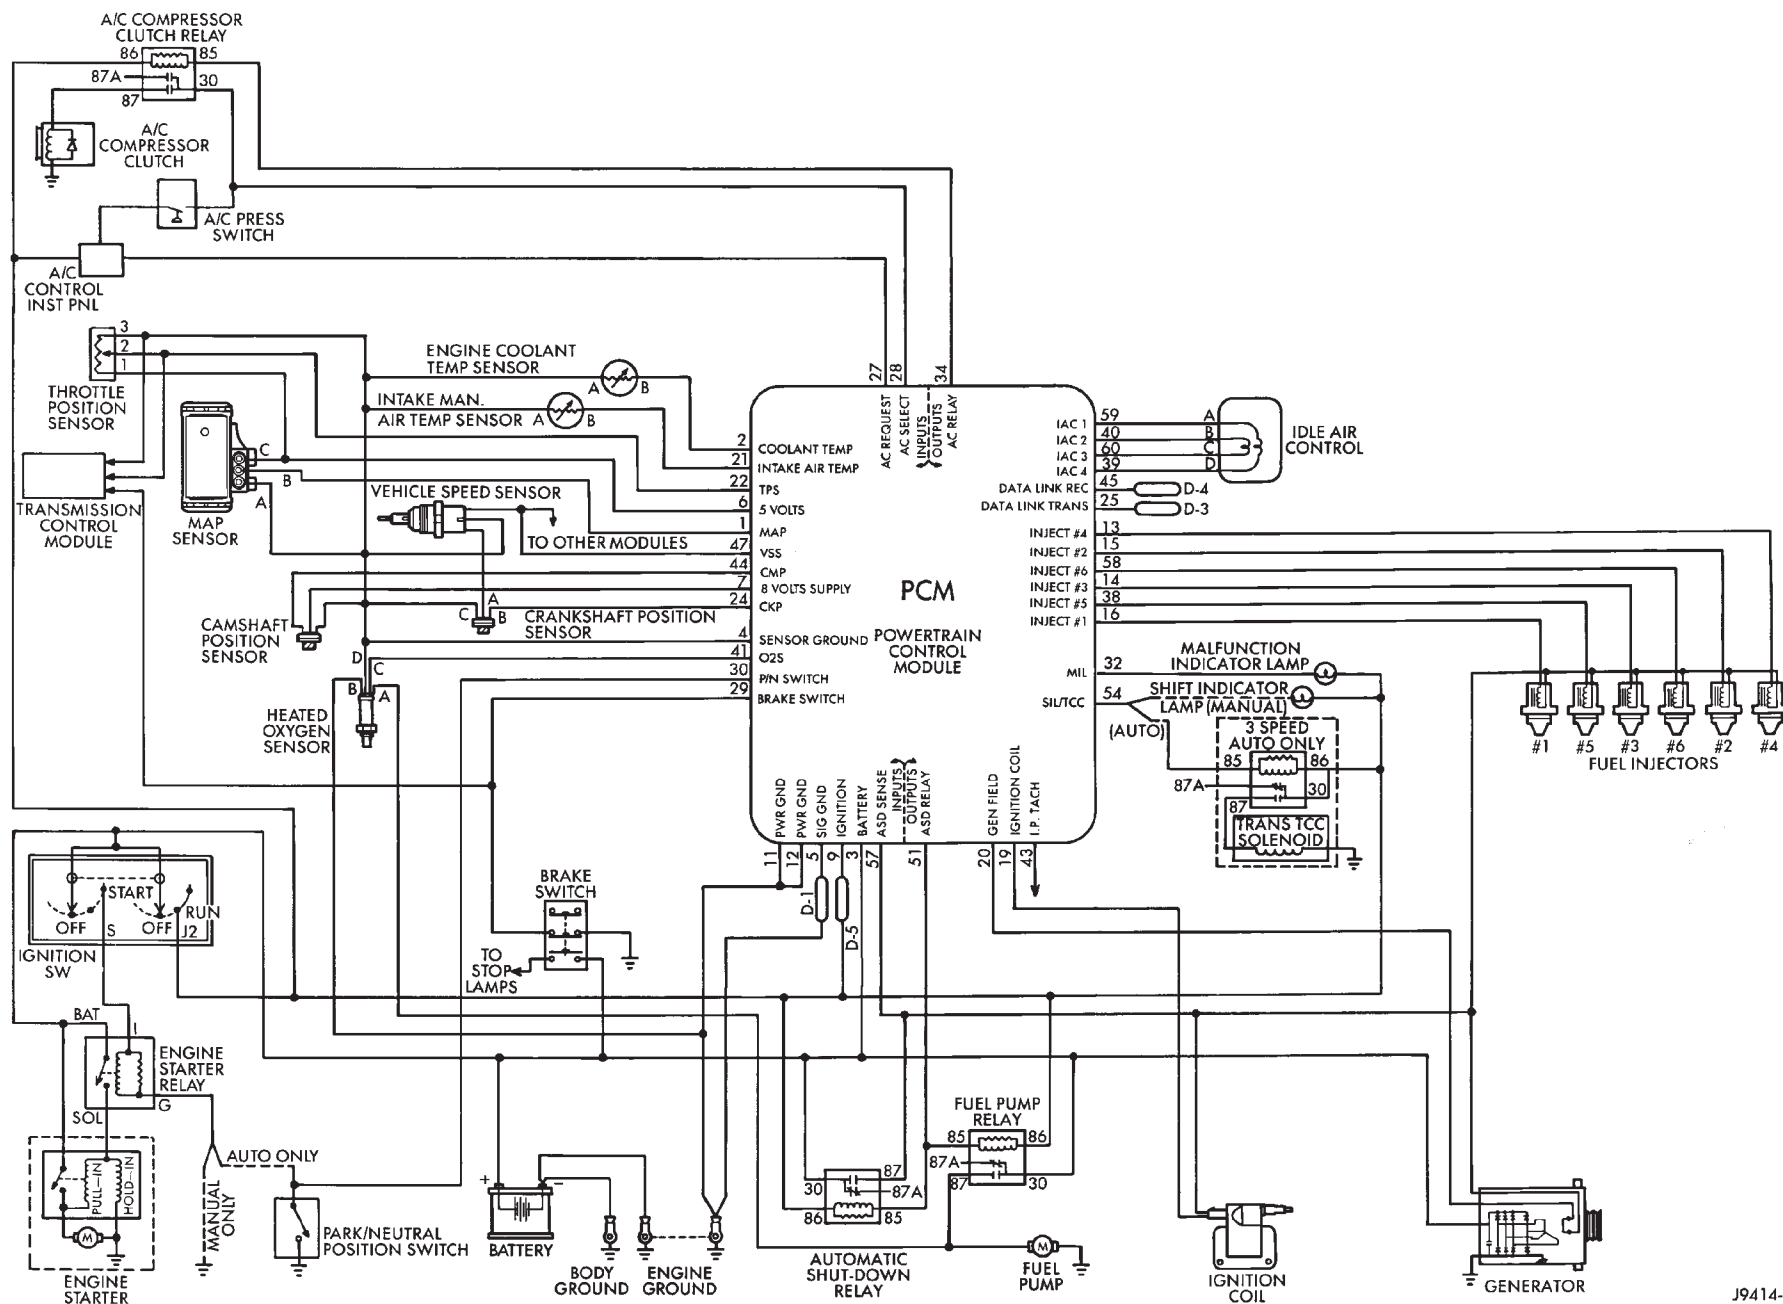 A/C COMPRESSOR
CLUTCH RELAY
86
85
87A
30
87
A/C
COMPRESSOR
CLUTCH
A/C PRESS
SWITCH
A/C
CONTROL
INST PNL
3
2
1
THROTTLE
POSITION
SENSOR
TRANSMISSION
CONTROL
MODULE
C
B
A
MAP
SENSOR
ENGINE COOLANT
TEMP SENSOR
A
B
INTAKE MAN.
AIR TEMP SENSOR
A
B
VEHICLE SPEED SENSOR
TO OTHER MODULES
CAMSHAFT
POSITION
SENSOR
A
C
B
CRANKSHAFT POSITION
SENSOR
D
C
B
A
HEATED
OXYGEN
SENSOR
27
28
34
AC REQUEST
AC SELECT
INPUTS
OUTPUTS
AC RELAY
2
COOLANT TEMP
21
INTAKE AIR TEMP
22
TPS
6
5 VOLTS
1
MAP
47
VSS
44
CMP
7
8 VOLTS SUPPLY
24
CKP
4
SENSOR GROUND
41
O2S
30
P/N SWITCH
29
BRAKE SWITCH
PCM
POWERTRAIN
CONTROL
MODULE
IAC 1
59
A
IAC 2
40
B
IAC 3
60
C
IAC 4
39
D
IDLE AIR
CONTROL
DATA LINK REC
45
D-4
DATA LINK TRANS
25
D-3
INJECT #4
13
INJECT #2
15
INJECT #6
58
INJECT #3
14
INJECT #5
38
INJECT #1
16
MIL
32
MALFUNCTION
INDICATOR LAMP
SIL/TCC
54
SHIFT INDICATOR
LAMP (MANUAL)
(AUTO)
3 SPEED
AUTO ONLY
85
86
87A
30
87
TRANS TCC
SOLENOID
#1
#5
#3
#6
#2
#4
FUEL INJECTORS
PWR GND
PWR GND
SIG GND
IGNITION
BATTERY
ASD SENSE
INPUTS
OUTPUTS
ASD RELAY
GEN FIELD
IGNITION COIL
I.P. TACH
11
12
5
9
3
57
51
20
19
43
D-1
D-5
START
RUN
OFF
S
OFF
J2
IGNITION
SW
BRAKE
SWITCH
TO
STOP
LAMPS
BAT
I
ENGINE
STARTER
RELAY
G
SOL
PULL-IN
HOLD-IN
M
ENGINE
STARTER
AUTO ONLY
MANUAL
ONLY
PARK/NEUTRAL
POSITION SWITCH
+
-
BATTERY
BODY
GROUND
ENGINE
GROUND
30
87
87A
86
85
AUTOMATIC
SHUT-DOWN
RELAY
FUEL PUMP
RELAY
85
86
87A
87
30
M
FUEL
PUMP
IGNITION
COIL
GENERATOR
J9414-